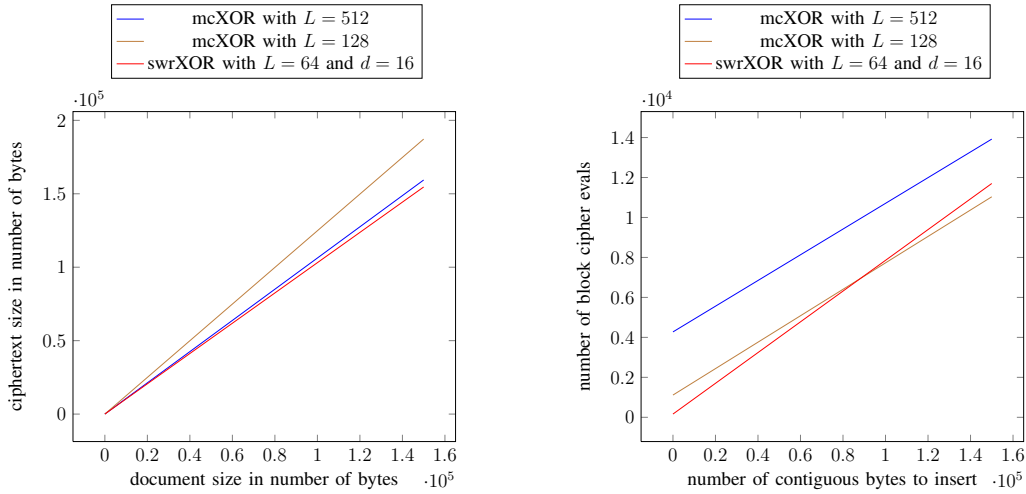 mcXOR with L = 512
mcXOR with L = 128
swrXOR with L = 64 and d = 16
·10^5
2
1.5
1
0.5
0
ciphertext size in number of bytes
0 0.2 0.4 0.6 0.8 1 1.2 1.4 1.6
document size in number of bytes ·10^5
mcXOR with L = 512
mcXOR with L = 128
swrXOR with L = 64 and d = 16
·10^4
1.4
1.2
1
0.8
0.6
0.4
0.2
0
number of block cipher evals
0 0.2 0.4 0.6 0.8 1 1.2 1.4 1.6
number of contiguous bytes to insert ·10^5